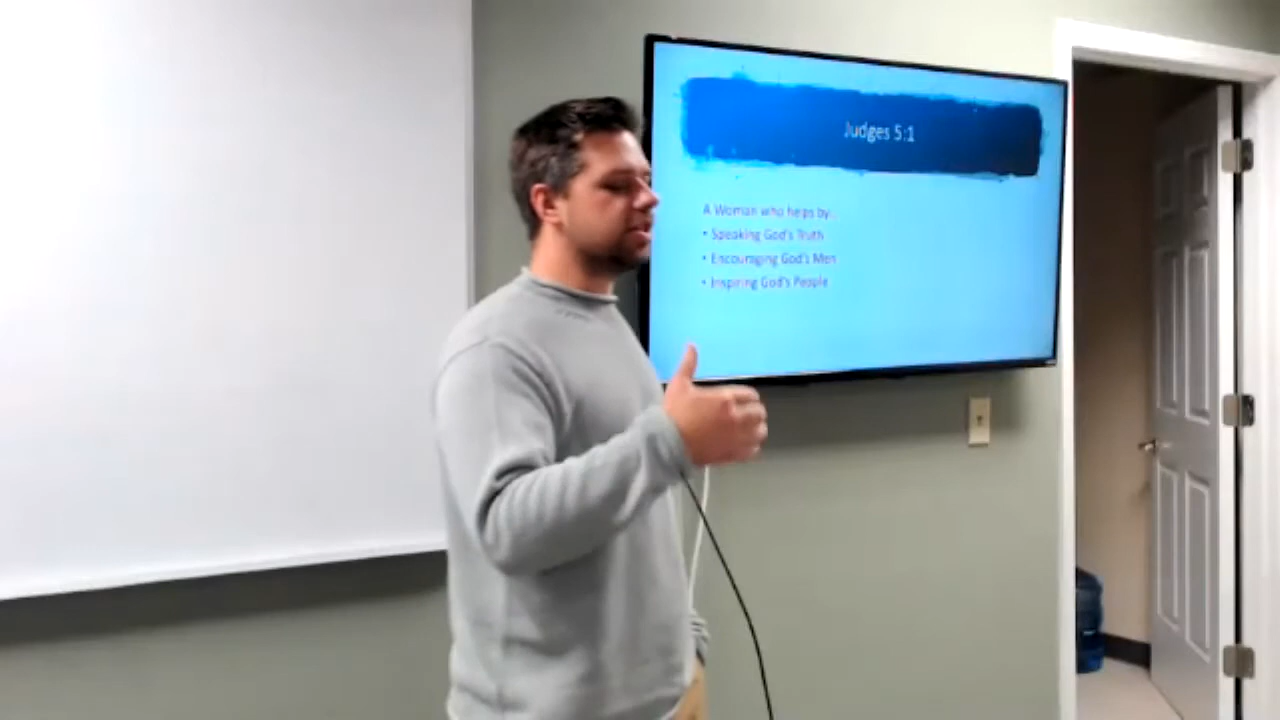 Judges 5:1
A Woman who helps by...
• Speaking God's Truth
• Encouraging God's Men
• Inspiring God's People